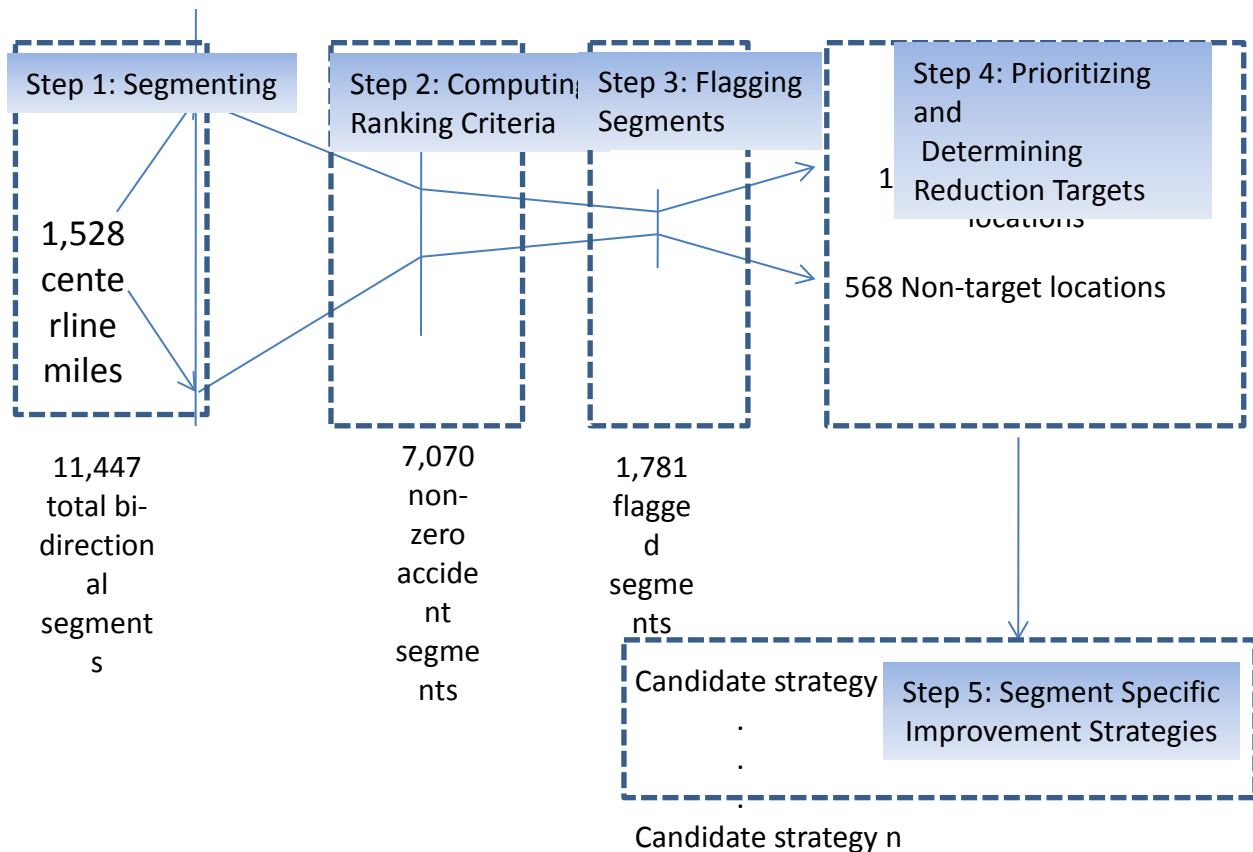 Step 1: Segmenting
1,528
cente
rline
miles
11,447
total bi-
direction
al
segment
s
Step 2: Computing
Ranking Criteria
7,070
non-
zero
accide
nt
segme
nts
Step 3: Flagging
Segments
1,781
flagge
d
segme
nts
Step 4: Prioritizing
and
Determining
Reduction Targets
1
locations
568 Non-target locations
Step 5: Segment Specific
Improvement Strategies
Candidate strategy
.
.
.
Candidate strategy n